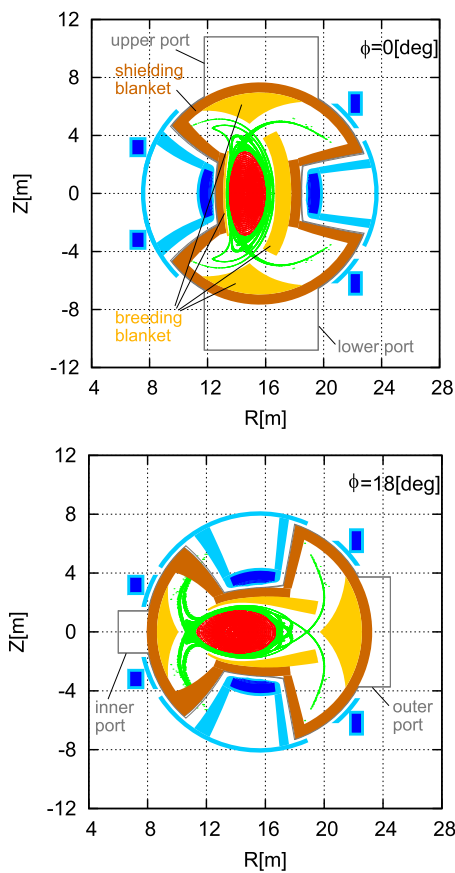 12
8
4
0
-4
-8
-12
Z[m]
upper port
ϕ=0[deg]
shielding
blanket
breeding
blanket
lower port
4 8 12 16 20 24 28
R[m]
12
8
4
0
-4
-8
-12
Z[m]
ϕ=18[deg]
inner
port
outer
port
4 8 12 16 20 24 28
R[m]